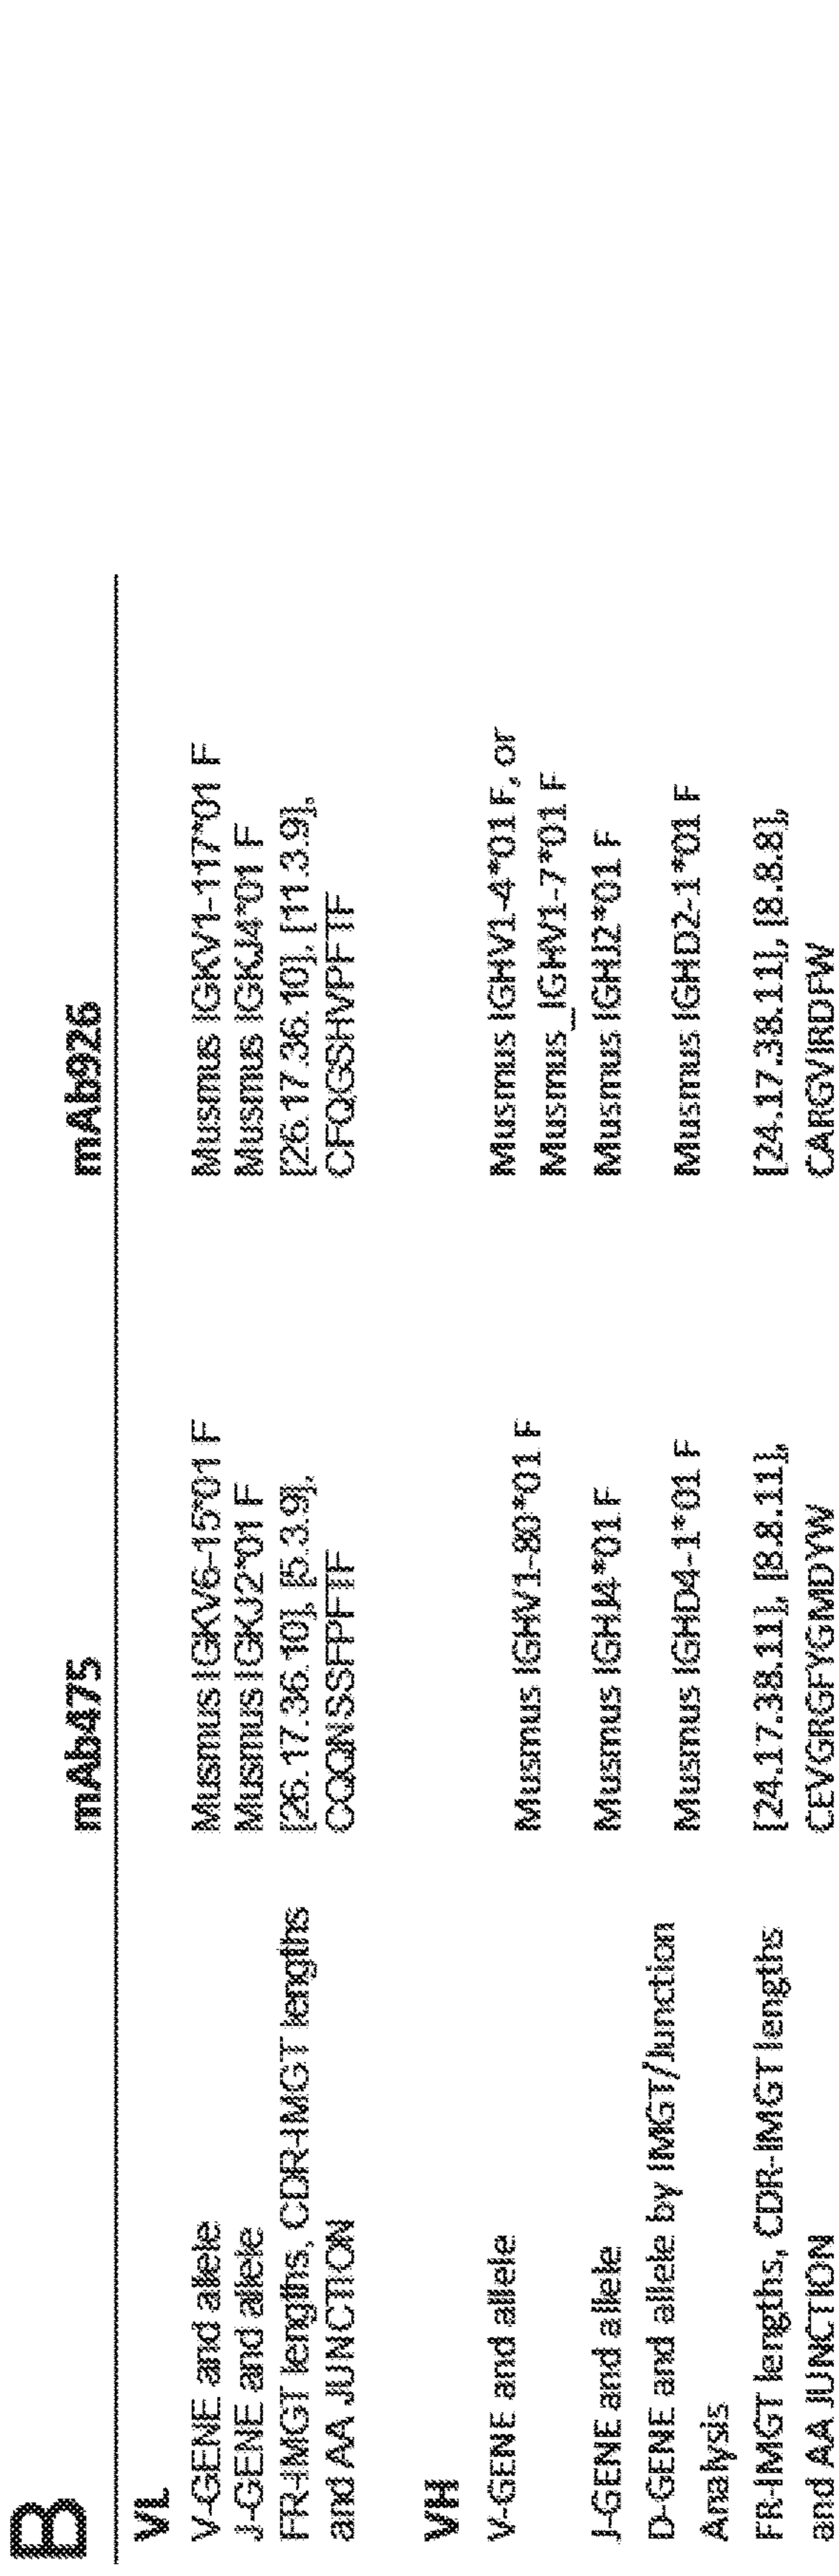 B
mAb475 mAb926
VL
V-GENE and allele Musmus IGKV6-15*01 F Musmus IGKV1-117*01 F
J-GENE and allele Musmus IGKJ2*01 F Musmus IGKJ4*01 F
FR-IMGT lengths, CDR-IMGT lengths [26.17.36.10], [5.3.9], [26.17.36.10], [11.3.9],
and AA JUNCTION CQQNSSFPFTF CFQGSHVPFTF
VH
V-GENE and allele Musmus IGHV1-80*01 F Musmus IGHV1-4*01 F, or
Musmus_IGHV1-7*01 F
J-GENE and allele Musmus IGHJ4*01 F Musmus IGHJ2*01 F
D-GENE and allele by IMGT/Junction Musmus IGHD4-1*01 F Musmus IGHD2-1*01 F
Analysis
FR-IMGT lengths, CDR-IMGT lengths [24.17.38.11], [8.8.11], [24.17.38.11], [8.8.8],
and AA JUNCTION CEVGRGFYGMDYW CARGVIRDFW